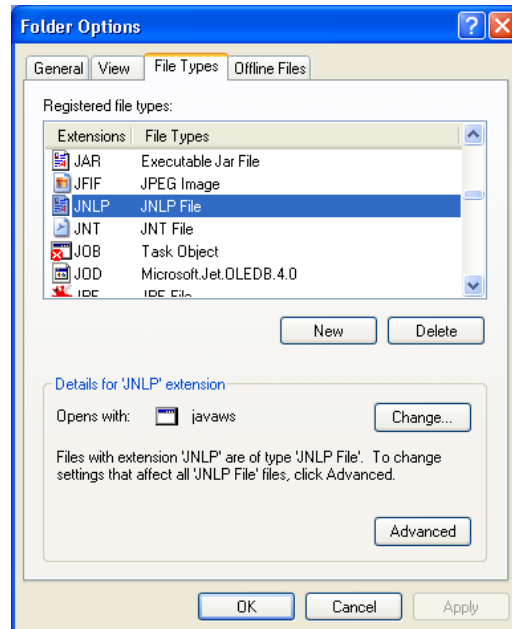 Folder Options
General View File Types Offline Files
Registered file types:
Extensions File Types
JAR Executable Jar File
JFIF JPEG Image
JNLP JNLP File
JNT JNT File
JOB Task Object
JOD Microsoft.Jet.OLEDB.4.0
New Delete
Details for 'JNLP' extension
Opens with: javaws Change...
Files with extension 'JNLP' are of type 'JNLP File'. To change
settings that affect all 'JNLP File' files, click Advanced.
Advanced
OK Cancel Apply